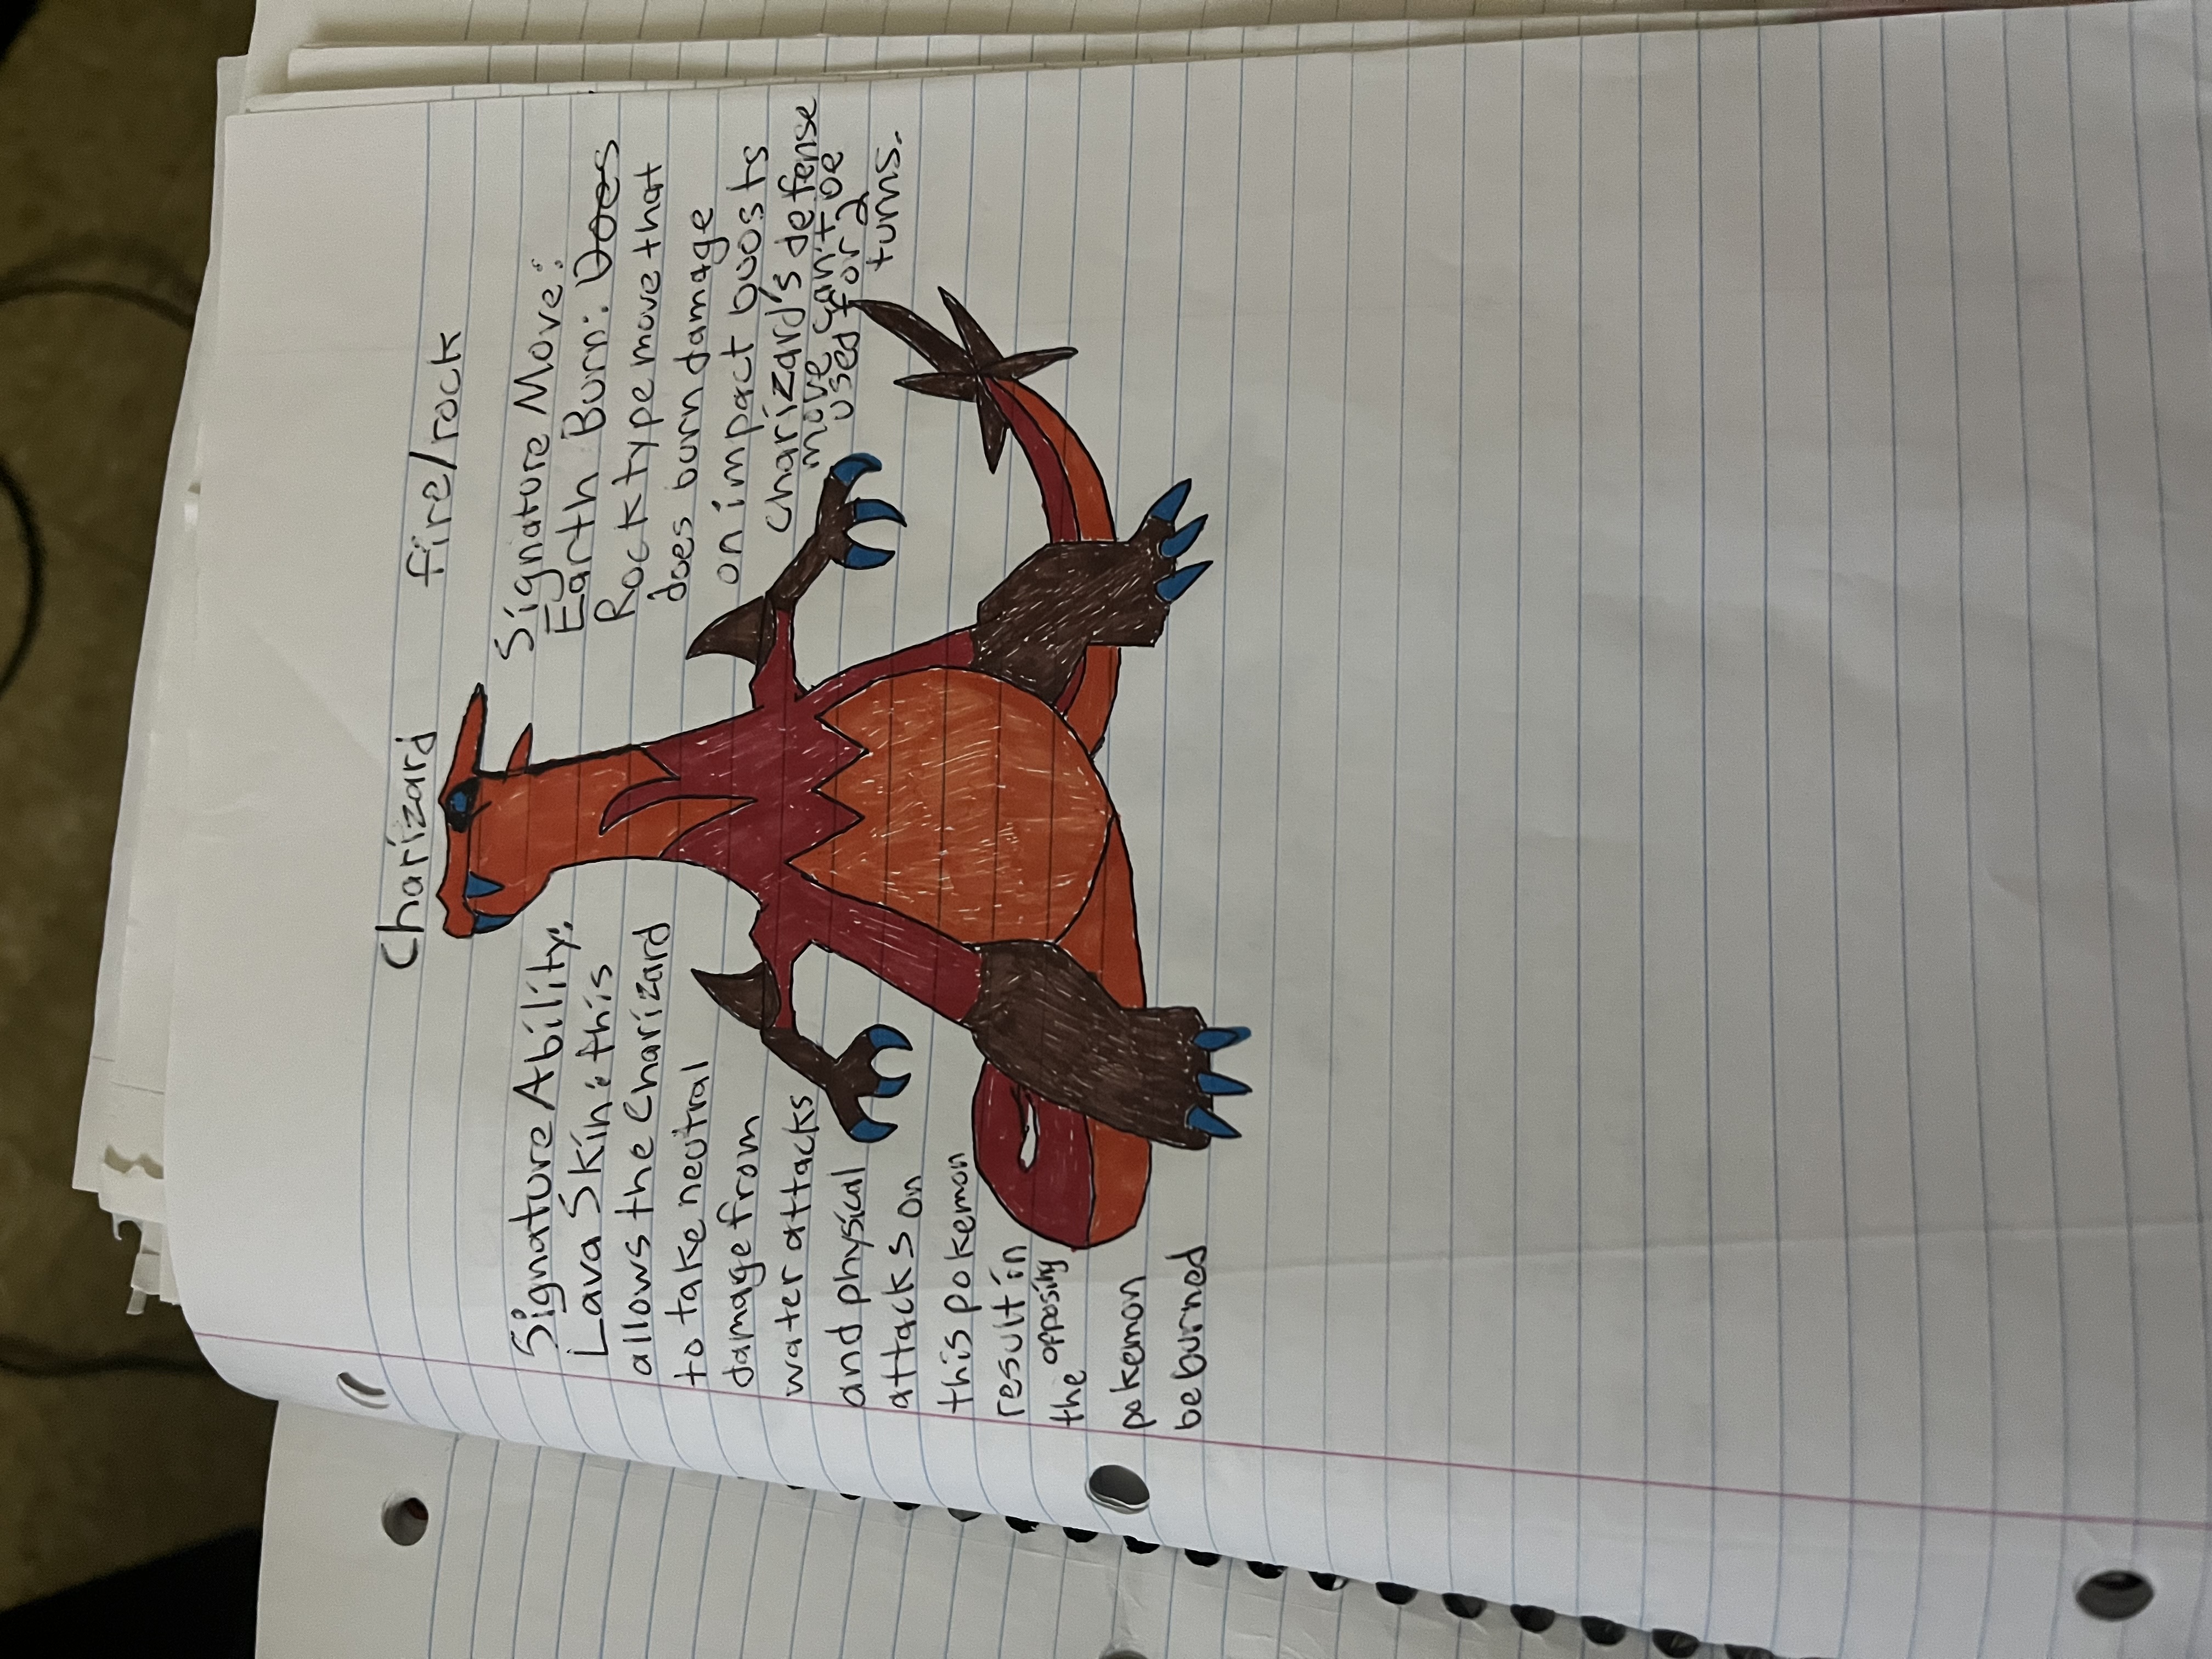 Charizard
fire/rock
Signature Ability:
Lava Skin: this
allows the Charizard
to take neutral
damage from
water attacks
and physical
attacks on
this pokemon
result in
the opposing
pokemon
be burned
Signature Move:
Earth Burn: Does
Rock type move that
does burn damage
on impact boosts
charizard's defense
move can't be
used for 2
turns.